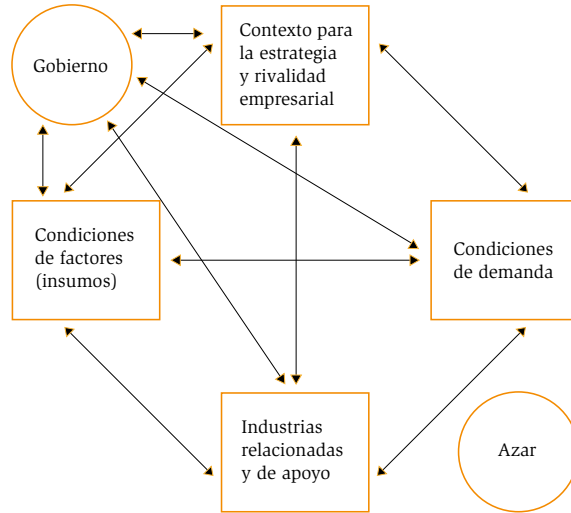 Gobierno
Contexto para
la estrategia
y rivalidad
empresarial
Condiciones
de factores
(insumos)
Condiciones
de demanda
Industrias
relacionadas
y de apoyo
Azar